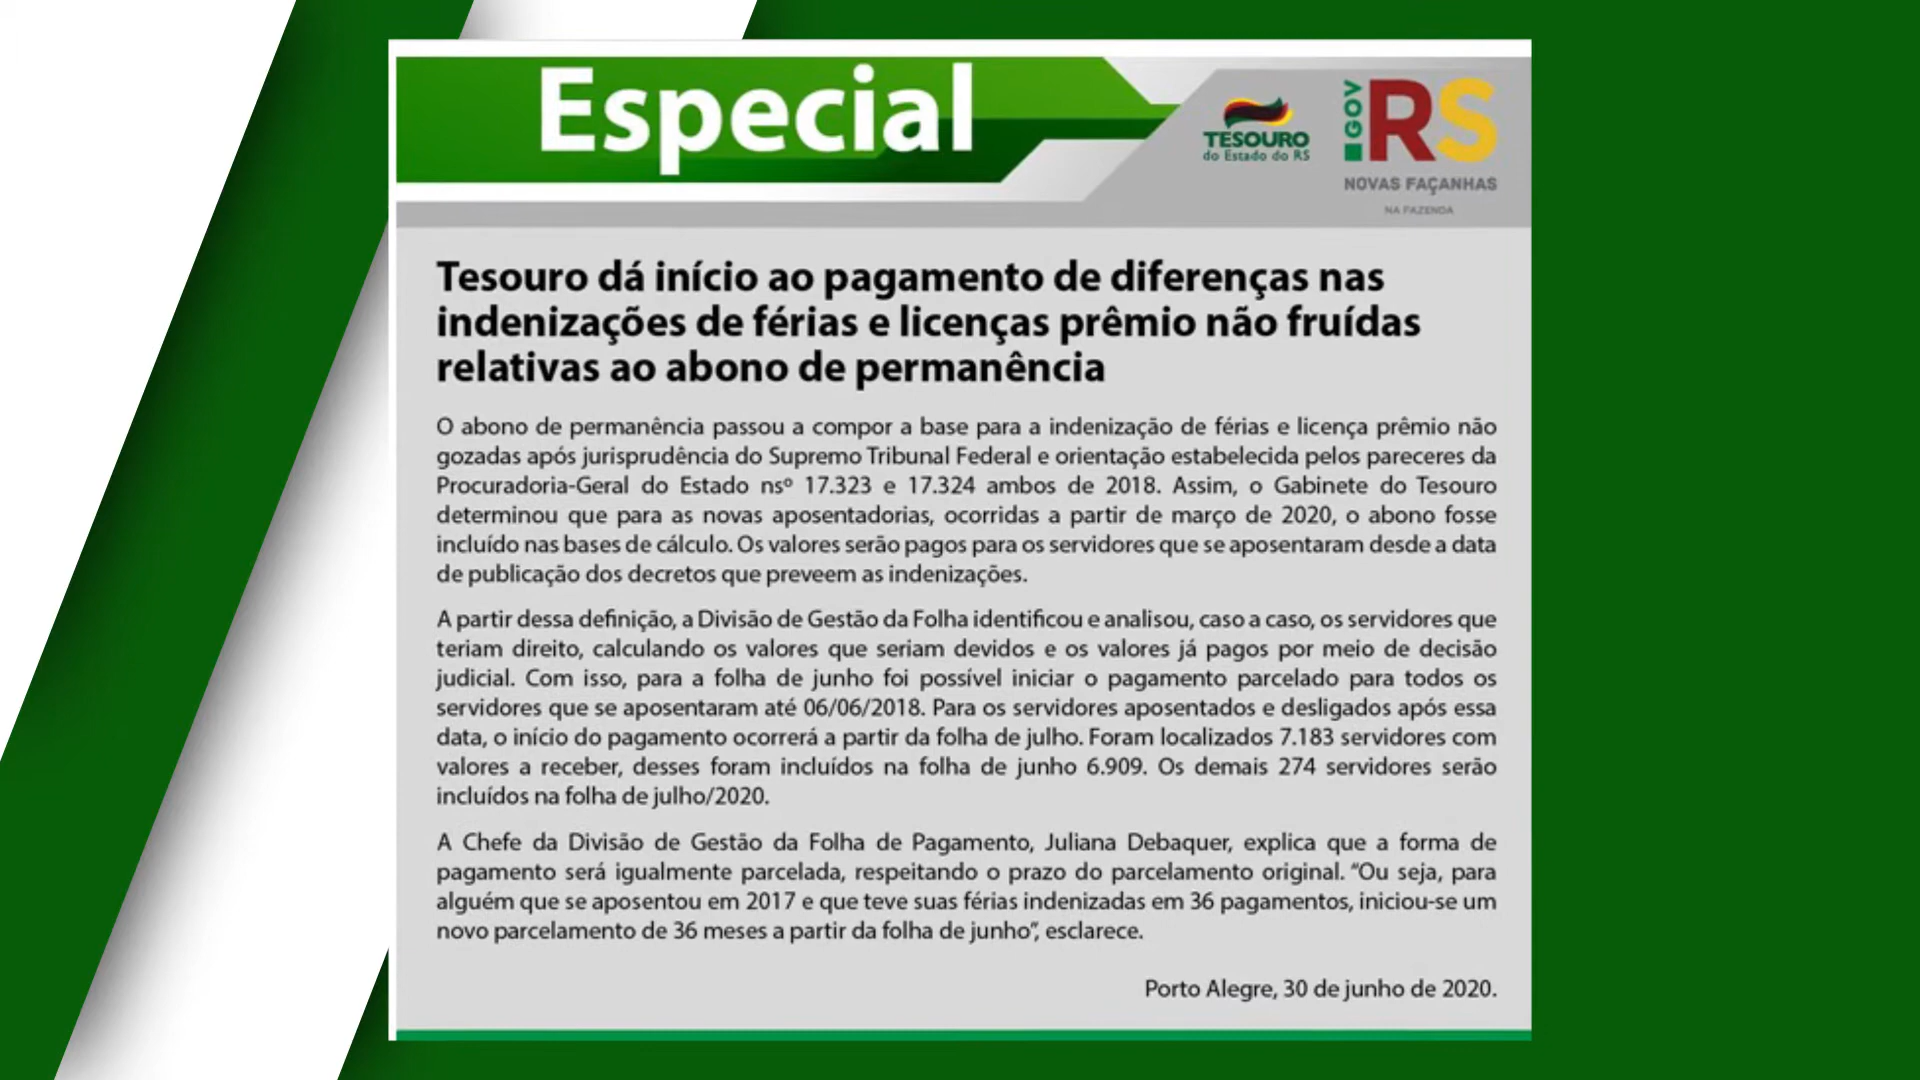 Especial
TESOURO
do Estado do RS
GOV
RS
NOVAS FAÇANHAS
NA FAZENDA
Tesouro dá início ao pagamento de diferenças nas
indenizações de férias e licenças prêmio não fruídas
relativas ao abono de permanência
O abono de permanência passou a compor a base para a indenização de férias e licença prêmio não
gozadas após jurisprudência do Supremo Tribunal Federal e orientação estabelecida pelos pareceres da
Procuradoria-Geral do Estado nsº 17.323 e 17.324 ambos de 2018. Assim, o Gabinete do Tesouro
determinou que para as novas aposentadorias, ocorridas a partir de março de 2020, o abono fosse
incluído nas bases de cálculo. Os valores serão pagos para os servidores que se aposentaram desde a data
de publicação dos decretos que preveem as indenizações.
A partir dessa definição, a Divisão de Gestão da Folha identificou e analisou, caso a caso, os servidores que
teriam direito, calculando os valores que seriam devidos e os valores já pagos por meio de decisão
judicial. Com isso, para a folha de junho foi possível iniciar o pagamento parcelado para todos os
servidores que se aposentaram até 06/06/2018. Para os servidores aposentados e desligados após essa
data, o início do pagamento ocorrerá a partir da folha de julho. Foram localizados 7.183 servidores com
valores a receber, desses foram incluídos na folha de junho 6.909. Os demais 274 servidores serão
incluídos na folha de julho/2020.
A Chefe da Divisão de Gestão da Folha de Pagamento, Juliana Debaquer, explica que a forma de
pagamento será igualmente parcelada, respeitando o prazo do parcelamento original. “Ou seja, para
alguém que se aposentou em 2017 e que teve suas férias indenizadas em 36 pagamentos, iniciou-se um
novo parcelamento de 36 meses a partir da folha de junho”, esclarece.
Porto Alegre, 30 de junho de 2020.